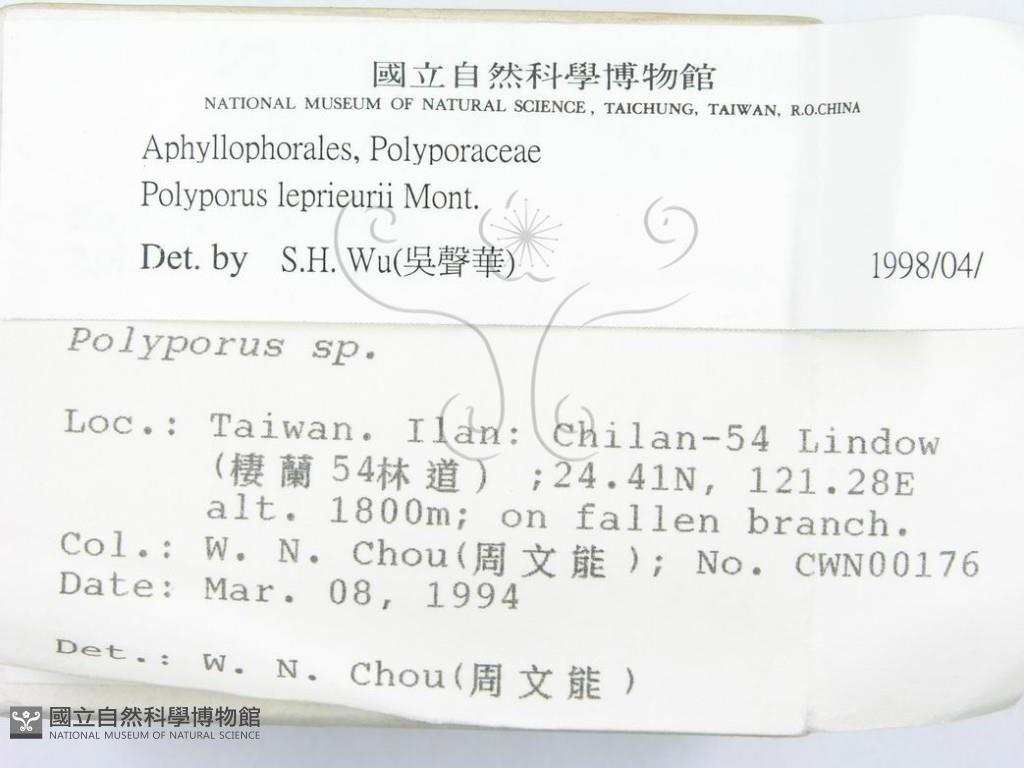 國立自然科學博物館
NATIONAL MUSEUM OF NATURAL SCIENCE, TAICHUNG, TAIWAN, R.O.CHINA
Aphyllophorales, Polyporaceae
Polyporus leprieurii Mont.
Det. by S.H. Wu(吳聲華) 1998/04/
Polyporus sp.
Loc.: Taiwan. Ilan: Chilan-54 Lindow
(棲蘭54林道) ;24.41N, 121.28E
alt. 1800m; on fallen branch.
Col.: W. N. Chou(周文能); No. CWN00176
Date: Mar. 08, 1994
Det.: W. N. Chou(周文能)
國立自然科學博物館
NATIONAL MUSEUM OF NATURAL SCIENCE